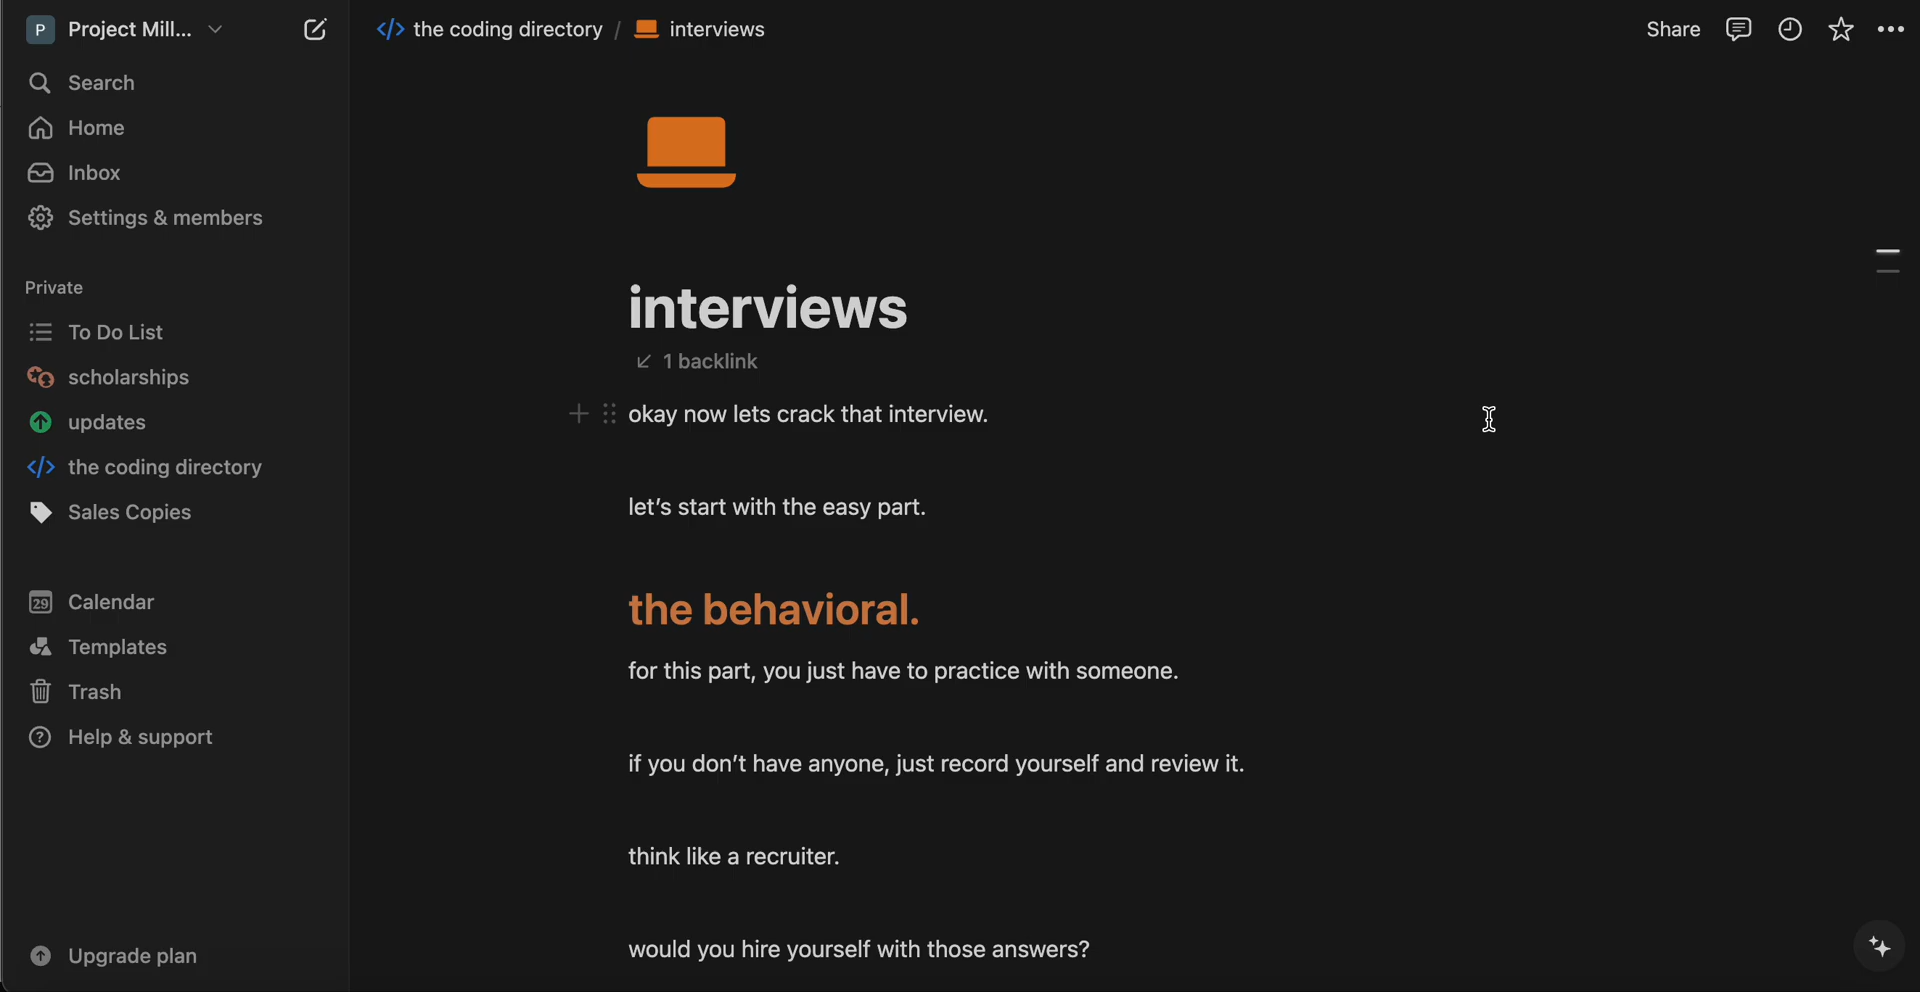 P Project Mill...
Search
Home
Inbox
Settings & members
Private
To Do List
scholarships
updates
</> the coding directory
Sales Copies
29 Calendar
Templates
Trash
Help & support
Upgrade plan
</> the coding directory / interviews
Share
interviews
1 backlink
okay now lets crack that interview.
let’s start with the easy part.
the behavioral.
for this part, you just have to practice with someone.
if you don’t have anyone, just record yourself and review it.
think like a recruiter.
would you hire yourself with those answers?